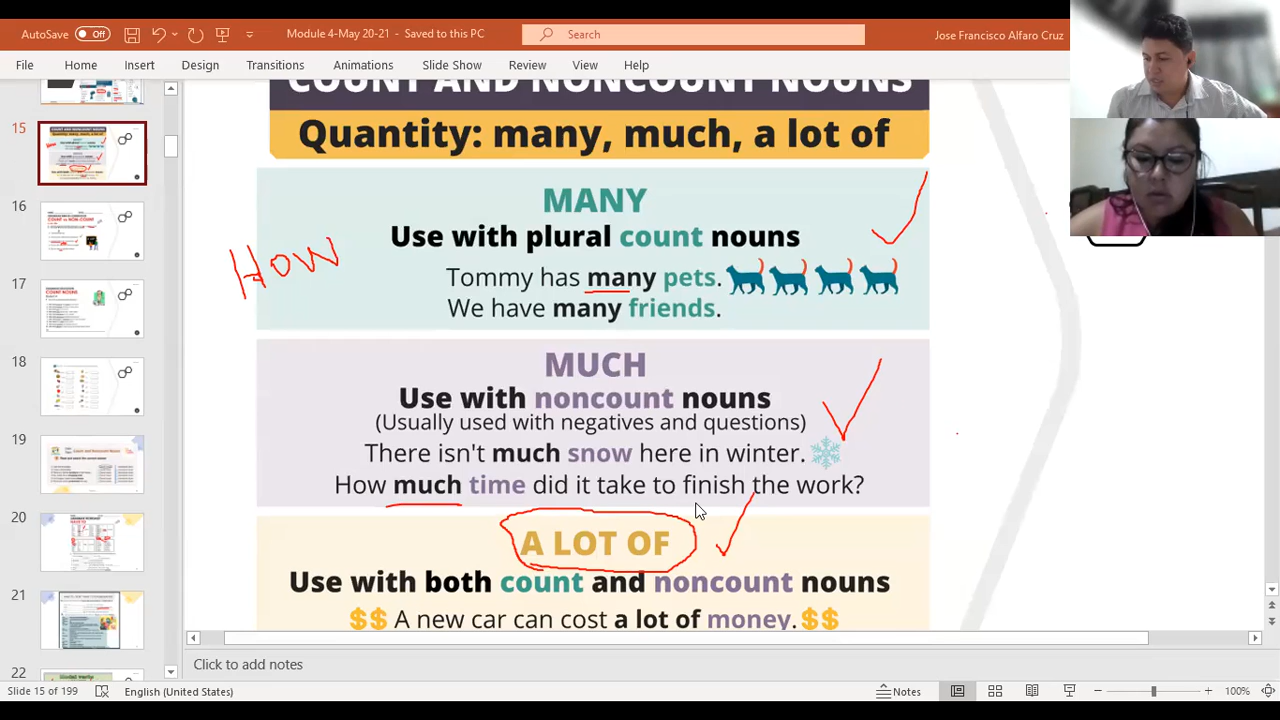 AutoSave Off Module 4-May 20-21 - Saved to this PC Search Jose Francisco Alfaro Cruz
File Home Insert Design Transitions Animations Slide Show Review View Help
COUNT AND NONCOUNT NOUNS
Quantity: many, much, a lot of
MANY
Use with plural count nouns
HOW
Tommy has many pets.
We have many friends.
MUCH
Use with noncount nouns
(Usually used with negatives and questions)
There isn't much snow here in winter.
How much time did it take to finish the work?
A LOT OF
Use with both count and noncount nouns
$$ A new car can cost a lot of money. $$
15
16
17
18
19
20
21
22
Click to add notes
Slide 15 of 199 English (United States) Notes 100%